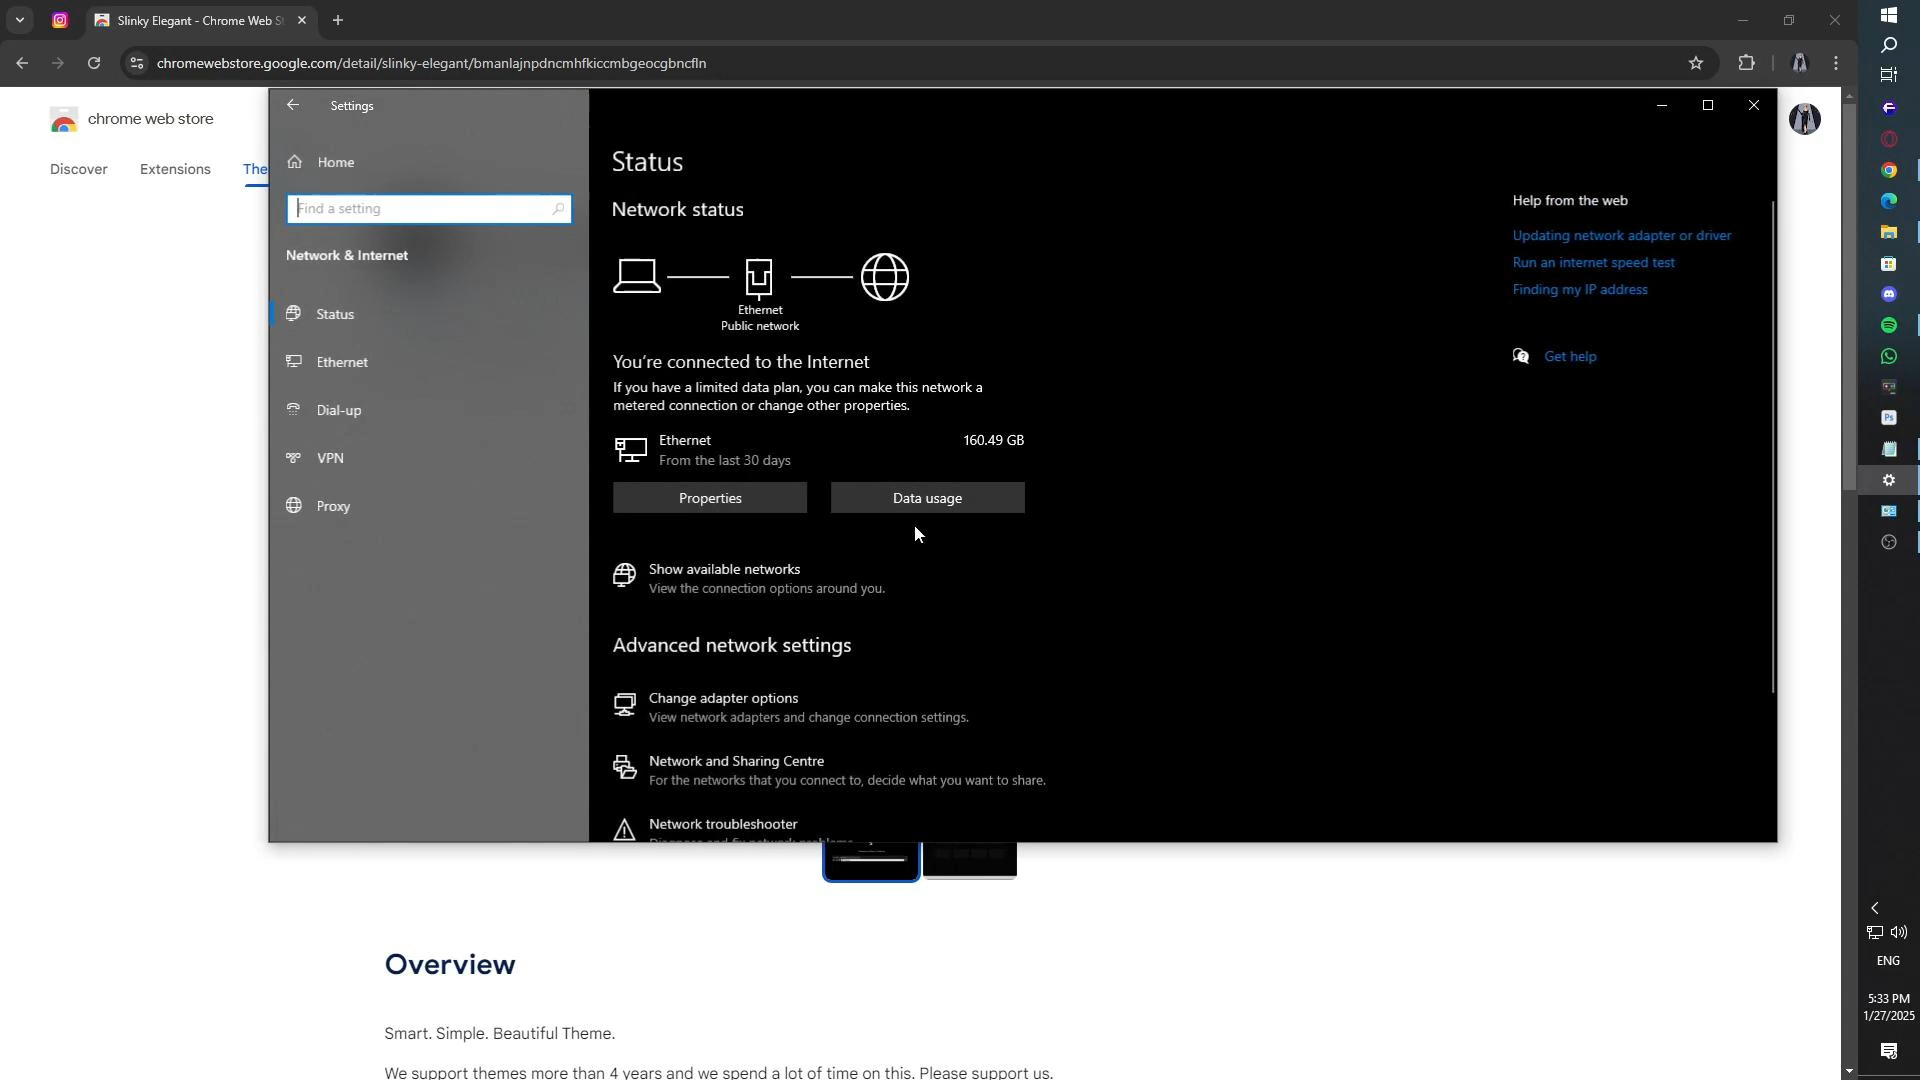 Slinky Elegant - Chrome Web St
chromewebstore.google.com/detail/slinky-elegant/bmanlajnpdncmhfkiccmbgeocgbncfln
chrome web store
Discover
Extensions
The
Settings
Home
Find a setting
Network & Internet
Status
Ethernet
Dial-up
VPN
Proxy
Status
Network status
Ethernet
Public network
You're connected to the Internet
If you have a limited data plan, you can make this network a
metered connection or change other properties.
Ethernet 160.49 GB
From the last 30 days
Properties
Data usage
Show available networks
View the connection options around you.
Advanced network settings
Change adapter options
View network adapters and change connection settings.
Network and Sharing Centre
For the networks that you connect to, decide what you want to share.
Network troubleshooter
Diagnose and fix network problems.
Help from the web
Updating network adapter or driver
Run an internet speed test
Finding my IP address
Get help
Overview
Smart. Simple. Beautiful Theme.
We support themes more than 4 years and we spend a lot of time on this. Please support us.
Ps
ENG
5:33 PM
1/27/2025